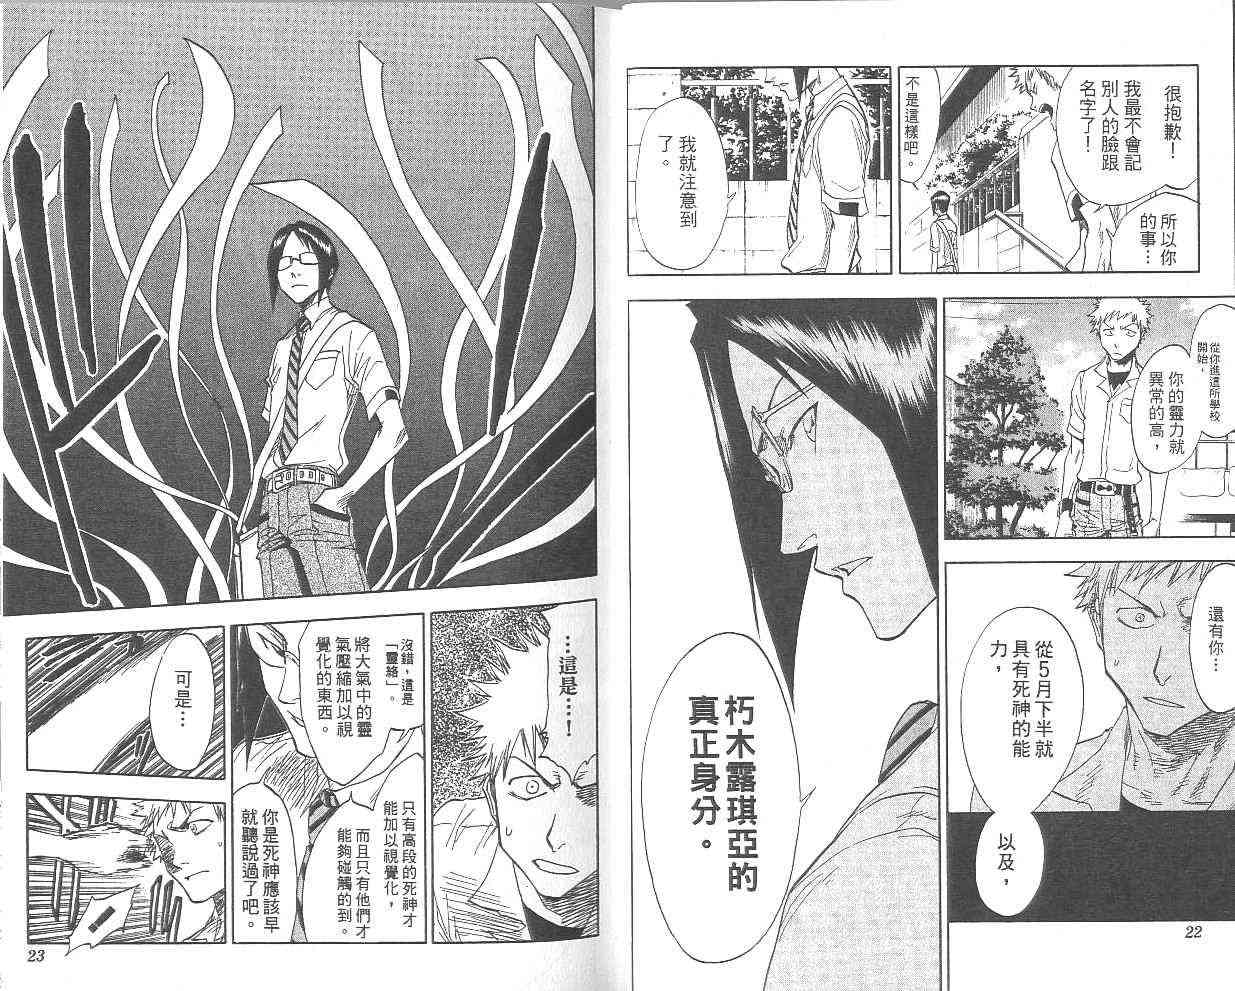 很抱歉！
我最不會記
別人的臉跟
名字了！
所以你
的事…
不是這樣吧。
我就注意到
了。
從你進這所學校
開始，
你的靈力就
異常的高，
還有你…
從5月下半就
具有死神的能
力，
以及，
朽木露琪亞的
真正身分。
22
…這是…！
沒錯，這是
「靈絡」。
將大氣中的靈
氣壓縮加以視
覺化的東西。
只有高段的死神才
能加以視覺化，
而且只有他們才
能夠碰觸的到。
你是死神應該早
就聽說過了吧。
可是…
23